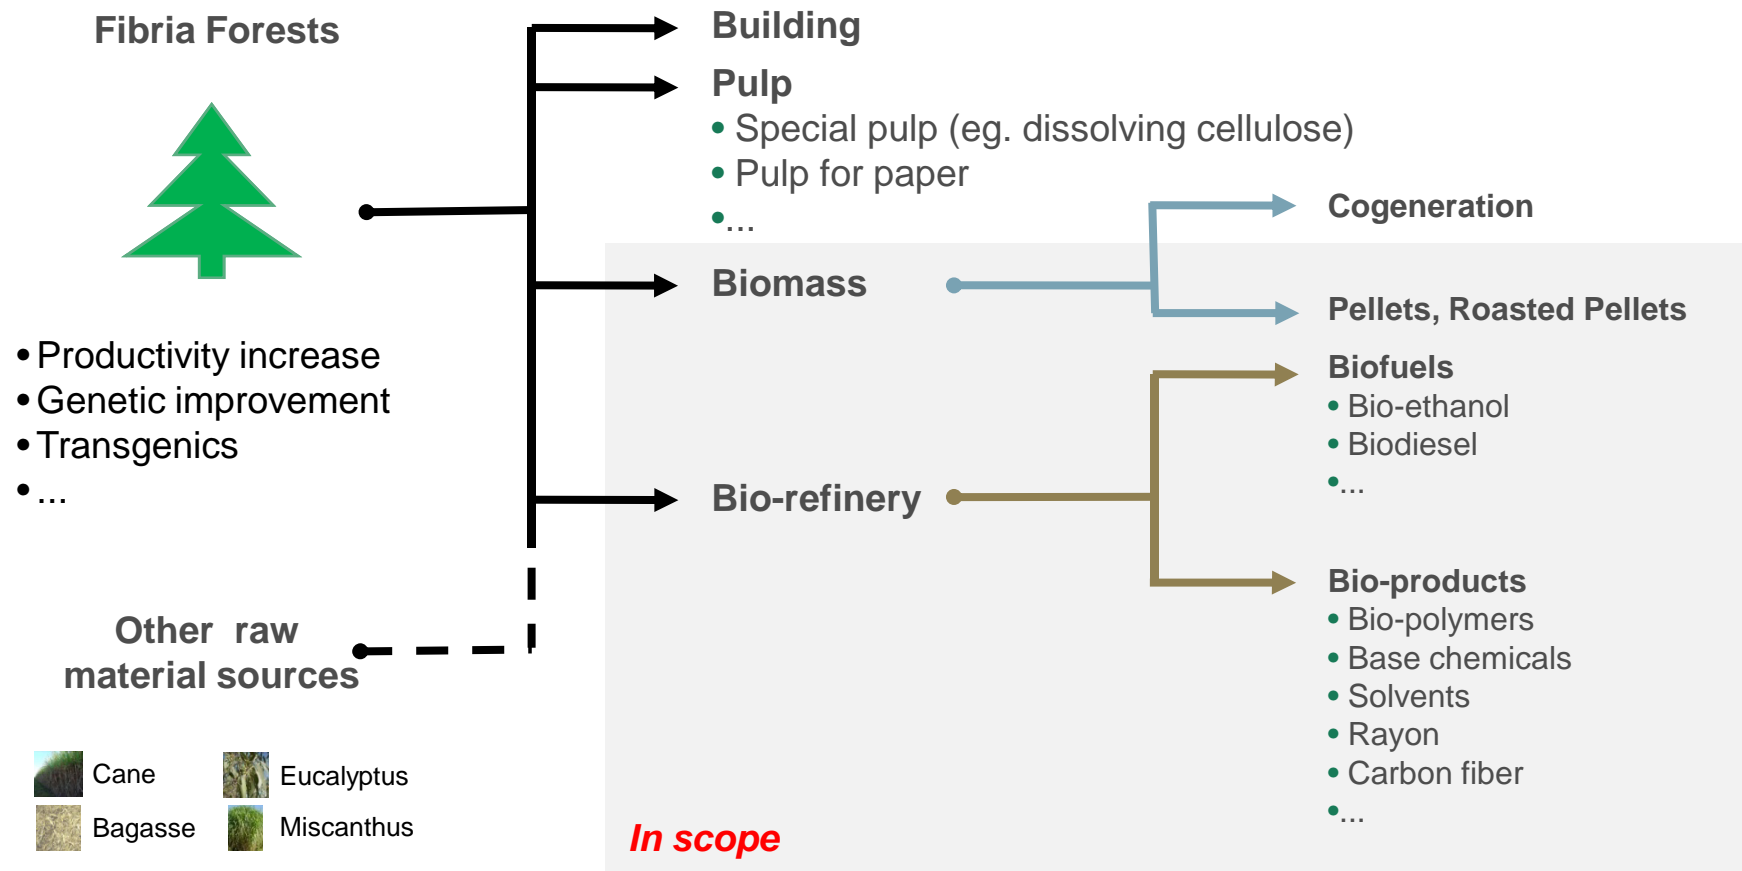 Fibria Forests
• Productivity increase
• Genetic improvement
• Transgenics
• ...
Other raw
material sources
Cane
Eucalyptus
Bagasse
Miscanthus
Building
Pulp
• Special pulp (eg. dissolving cellulose)
• Pulp for paper
•...
Biomass
Bio-refinery
In scope
Cogeneration
Pellets, Roasted Pellets
Biofuels
• Bio-ethanol
• Biodiesel
•...
Bio-products
• Bio-polymers
• Base chemicals
• Solvents
• Rayon
• Carbon fiber
•...